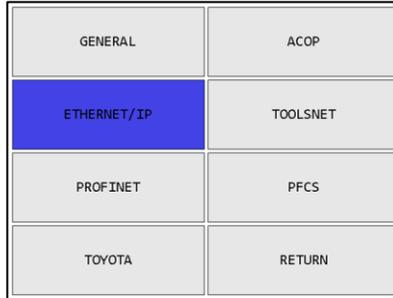 GENERAL
ACOP
ETHERNET/IP
TOOLSNET
PROFINET
PFCS
TOYOTA
RETURN